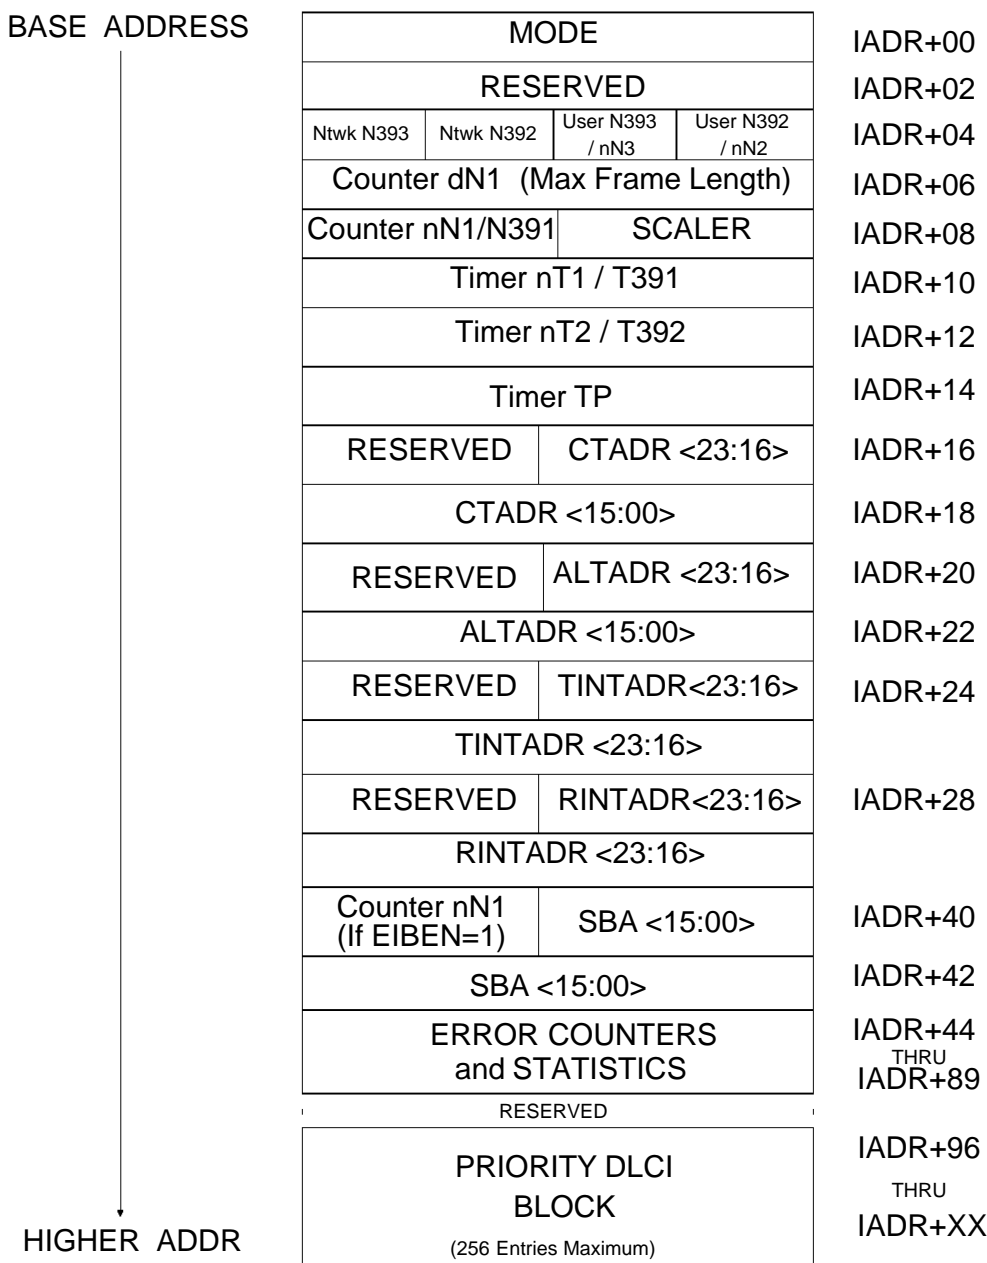 BASE ADDRESS
MODE
IADR+00
RESERVED
IADR+02
Ntwk N393
Ntwk N392
User N393
/ nN3
User N392
/ nN2
IADR+04
Counter dN1 (Max Frame Length)
IADR+06
Counter nN1/N391
SCALER
IADR+08
Timer nT1 / T391
IADR+10
Timer nT2 / T392
IADR+12
Timer TP
IADR+14
RESERVED
CTADR <23:16>
IADR+16
CTADR <15:00>
IADR+18
RESERVED
ALTADR <23:16>
IADR+20
ALTADR <15:00>
IADR+22
RESERVED
TINTADR<23:16>
IADR+24
TINTADR <23:16>
RESERVED
RINTADR<23:16>
IADR+28
RINTADR <23:16>
Counter nN1
(If EIBEN=1)
SBA <15:00>
IADR+40
SBA <15:00>
IADR+42
ERROR COUNTERS
and STATISTICS
IADR+44
THRU
IADR+89
RESERVED
PRIORITY DLCI
BLOCK
(256 Entries Maximum)
IADR+96
THRU
IADR+XX
HIGHER ADDR